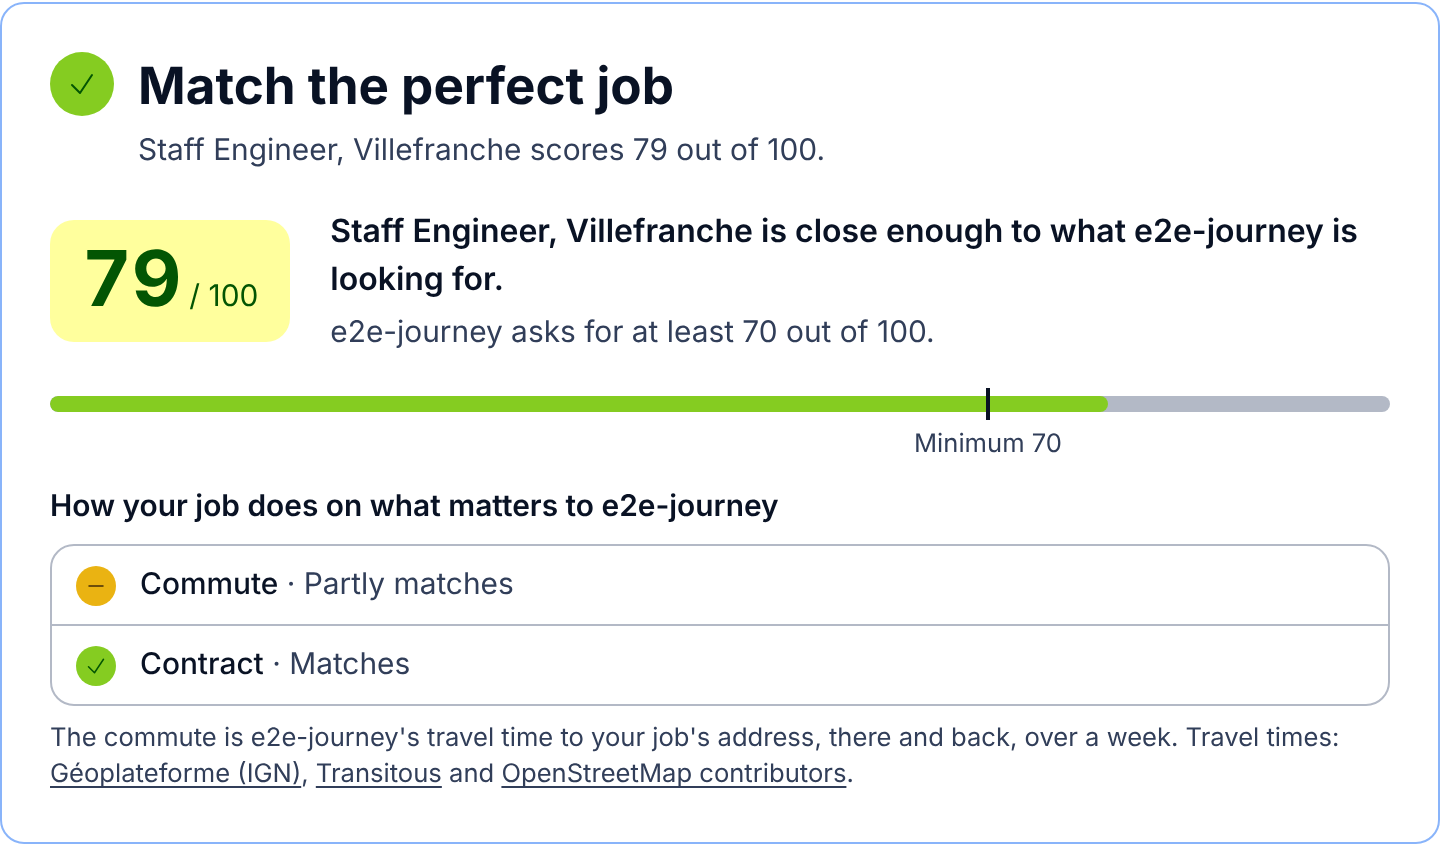 Match the perfect job
Staff Engineer, Villefranche scores 79 out of 100.
79 / 100
Staff Engineer, Villefranche is close enough to what e2e-journey is
looking for.
e2e-journey asks for at least 70 out of 100.
Minimum 70
How your job does on what matters to e2e-journey
Commute · Partly matches
Contract · Matches
The commute is e2e-journey's travel time to your job's address, there and back, over a week. Travel times:
Géoplateforme (IGN), Transitous and OpenStreetMap contributors.